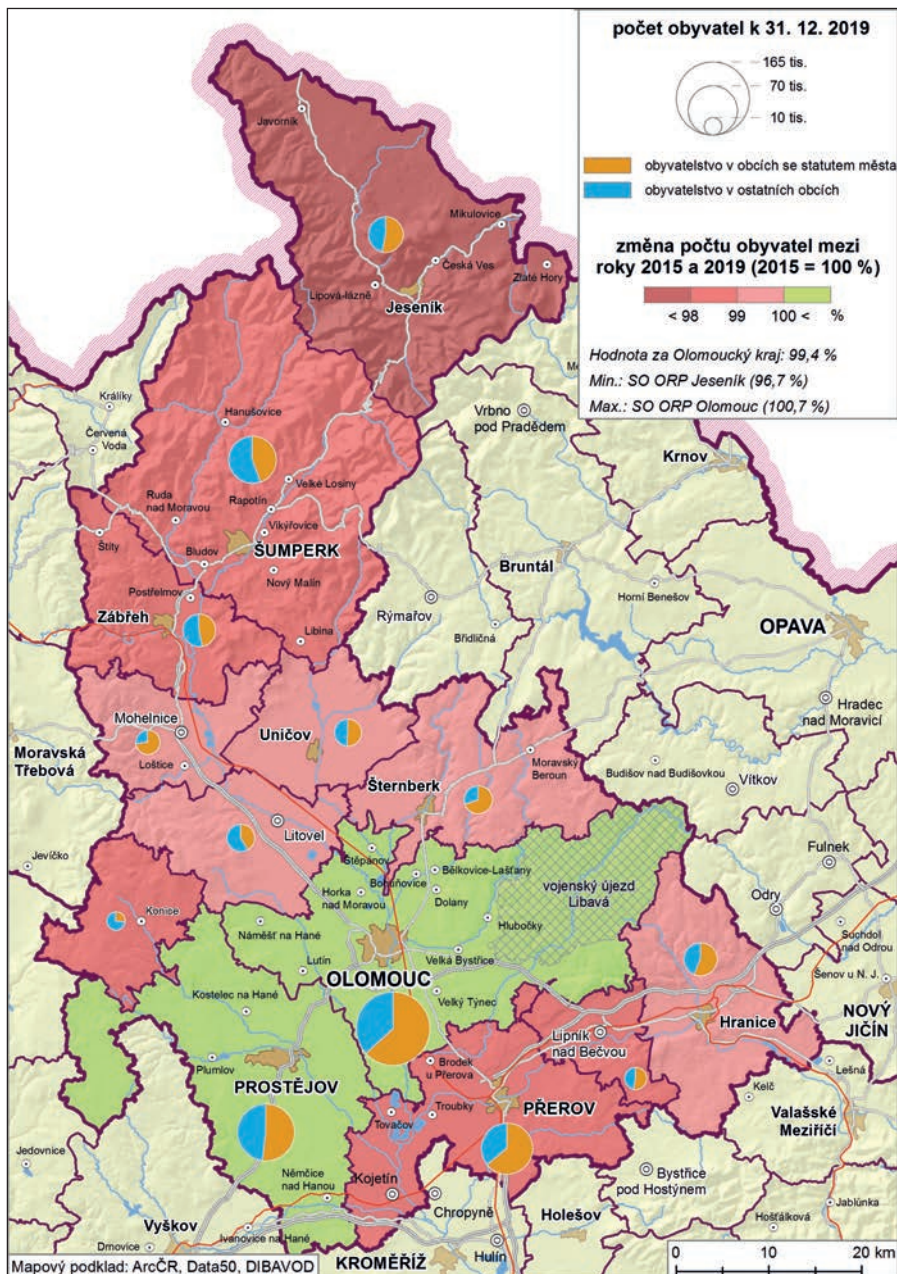 počet obyvatel k 31. 12. 2019
165 tis.
70 tis.
10 tis.
obyvatelstvo v obcích se statutem města
obyvatelstvo v ostatních obcích
změna počtu obyvatel mezi
roky 2015 a 2019 (2015 = 100 %)
< 98 99 100 < %
Hodnota za Olomoucký kraj: 99,4 %
Min.: SO ORP Jeseník (96,7 %)
Max.: SO ORP Olomouc (100,7 %)
Javorník
Mikulovice
Česká Ves
Zlaté Hory
Lipová-lázně
Jeseník
Králíky
Hanušovice
Vrbno
pod Pradědem
Červená
Voda
Krnov
Velké Losiny
Rapotín
Ruda
nad Moravou
Vikýřovice
Štíty
Bludov
ŠUMPERK
Nový Malín
Bruntál
Postřelmov
Horní Benešov
Zábřeh
Rýmařov
Břidličná
OPAVA
Libina
Hradec
nad Moravicí
Mohelnice
Uničov
Moravská
Třebová
Loštice
Moravský
Beroun
Budišov nad Budišovkou
Vítkov
Šternberk
Litovel
Jevíčko
Štěpánov
Fulnek
Bohuňovice
Bělkovice-Lašťany
vojenský újezd
Libavá
Horka
nad Moravou
Dolany
Odry
Konice
Náměšť na Hané
Hlubočky
Suchdol
nad Odrou
Velká Bystřice
Lutín
OLOMOUC
Šenov u N. J.
Kostelec na Hané
Velký Týnec
NOVÝ
JIČÍN
Hranice
Lipník
nad Bečvou
Plumlov
Brodek
u Přerova
Lešná
PROSTĚJOV
Kelč
PŘEROV
Troubky
Tovačov
Valašské
Meziříčí
Jedovnice
Němčice
nad Hanou
Kojetín
Bystřice
pod Hostýnem
Chropyně
Jablůnka
Vyškov
Holešov
Hošťálková
Drnovice
Ivanovice na Hané
Hulín
KROMĚŘÍŽ
0 10 20 km
Mapový podklad: ArcČR, Data50, DIBAVOD